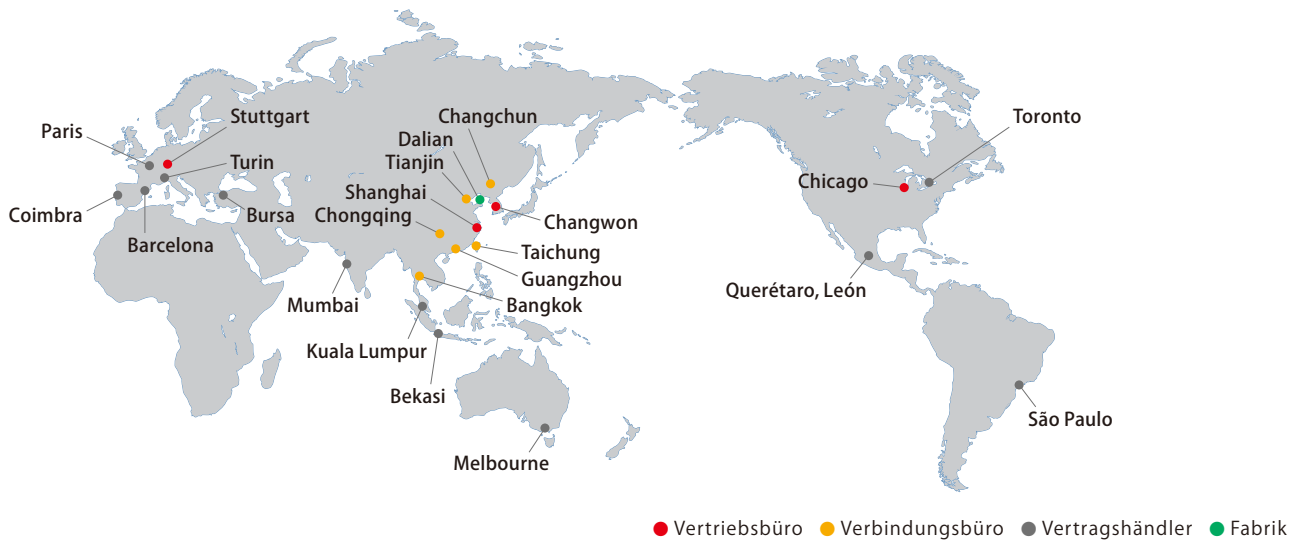 Stuttgart
Changchun
Toronto
Paris
Dalian
Turin
Tianjin
Chicago
Shanghai
Coimbra
Bursa
Chongqing
Changwon
Barcelona
Taichung
Guangzhou
Mumbai
Bangkok
Querétaro, León
Kuala Lumpur
Bekasi
São Paulo
Melbourne
Vertriebsbüro Verbindungsbüro Vertragshändler Fabrik